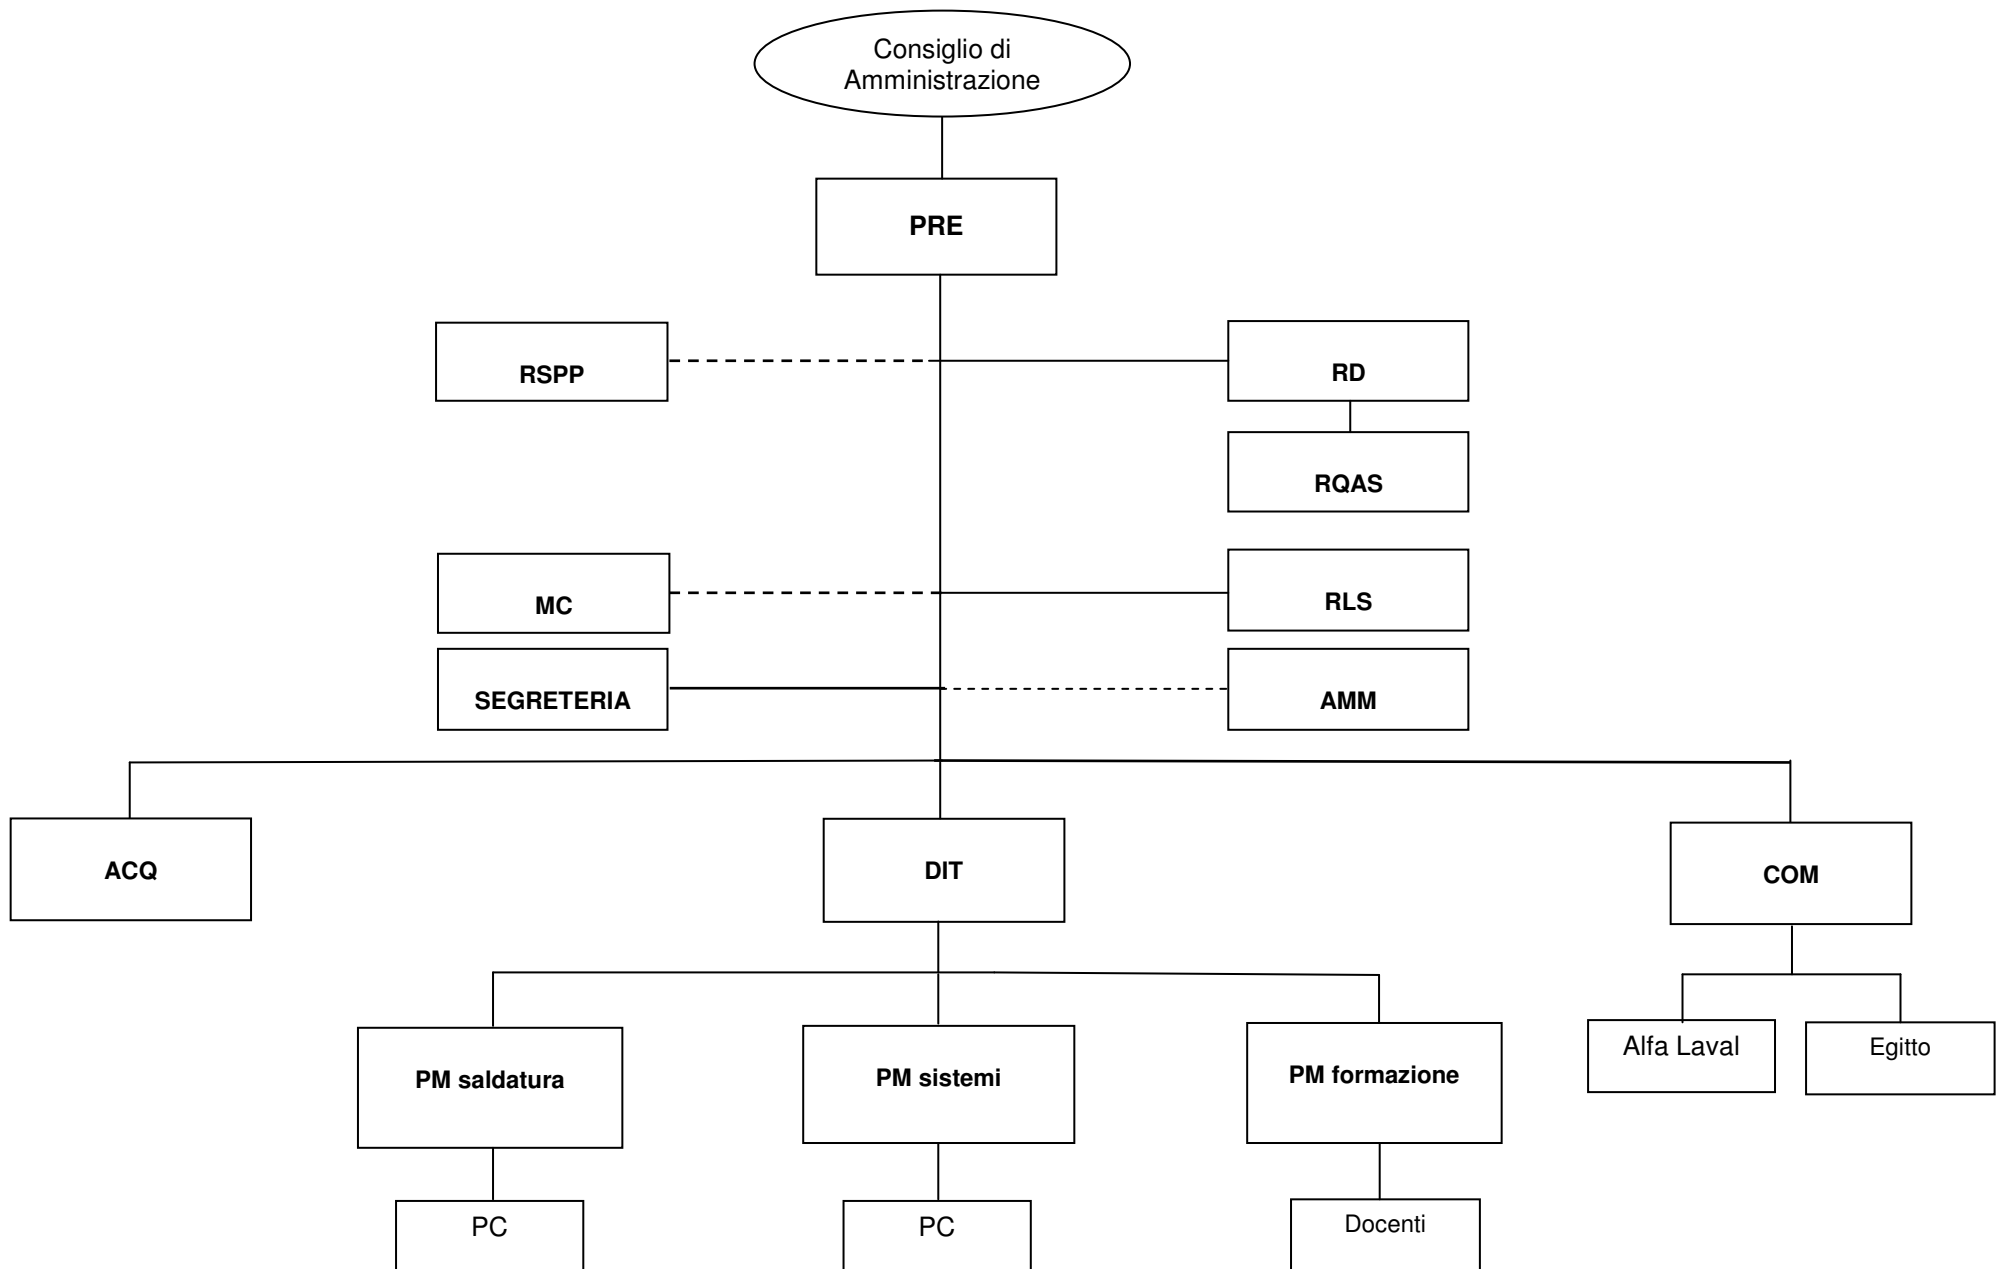 Consiglio di
Amministrazione
PRE
RSPP
RD
RQAS
MC
RLS
SEGRETERIA
AMM
ACQ
DIT
COM
PM saldatura
PM sistemi
PM formazione
Alfa Laval
Egitto
PC
PC
Docenti